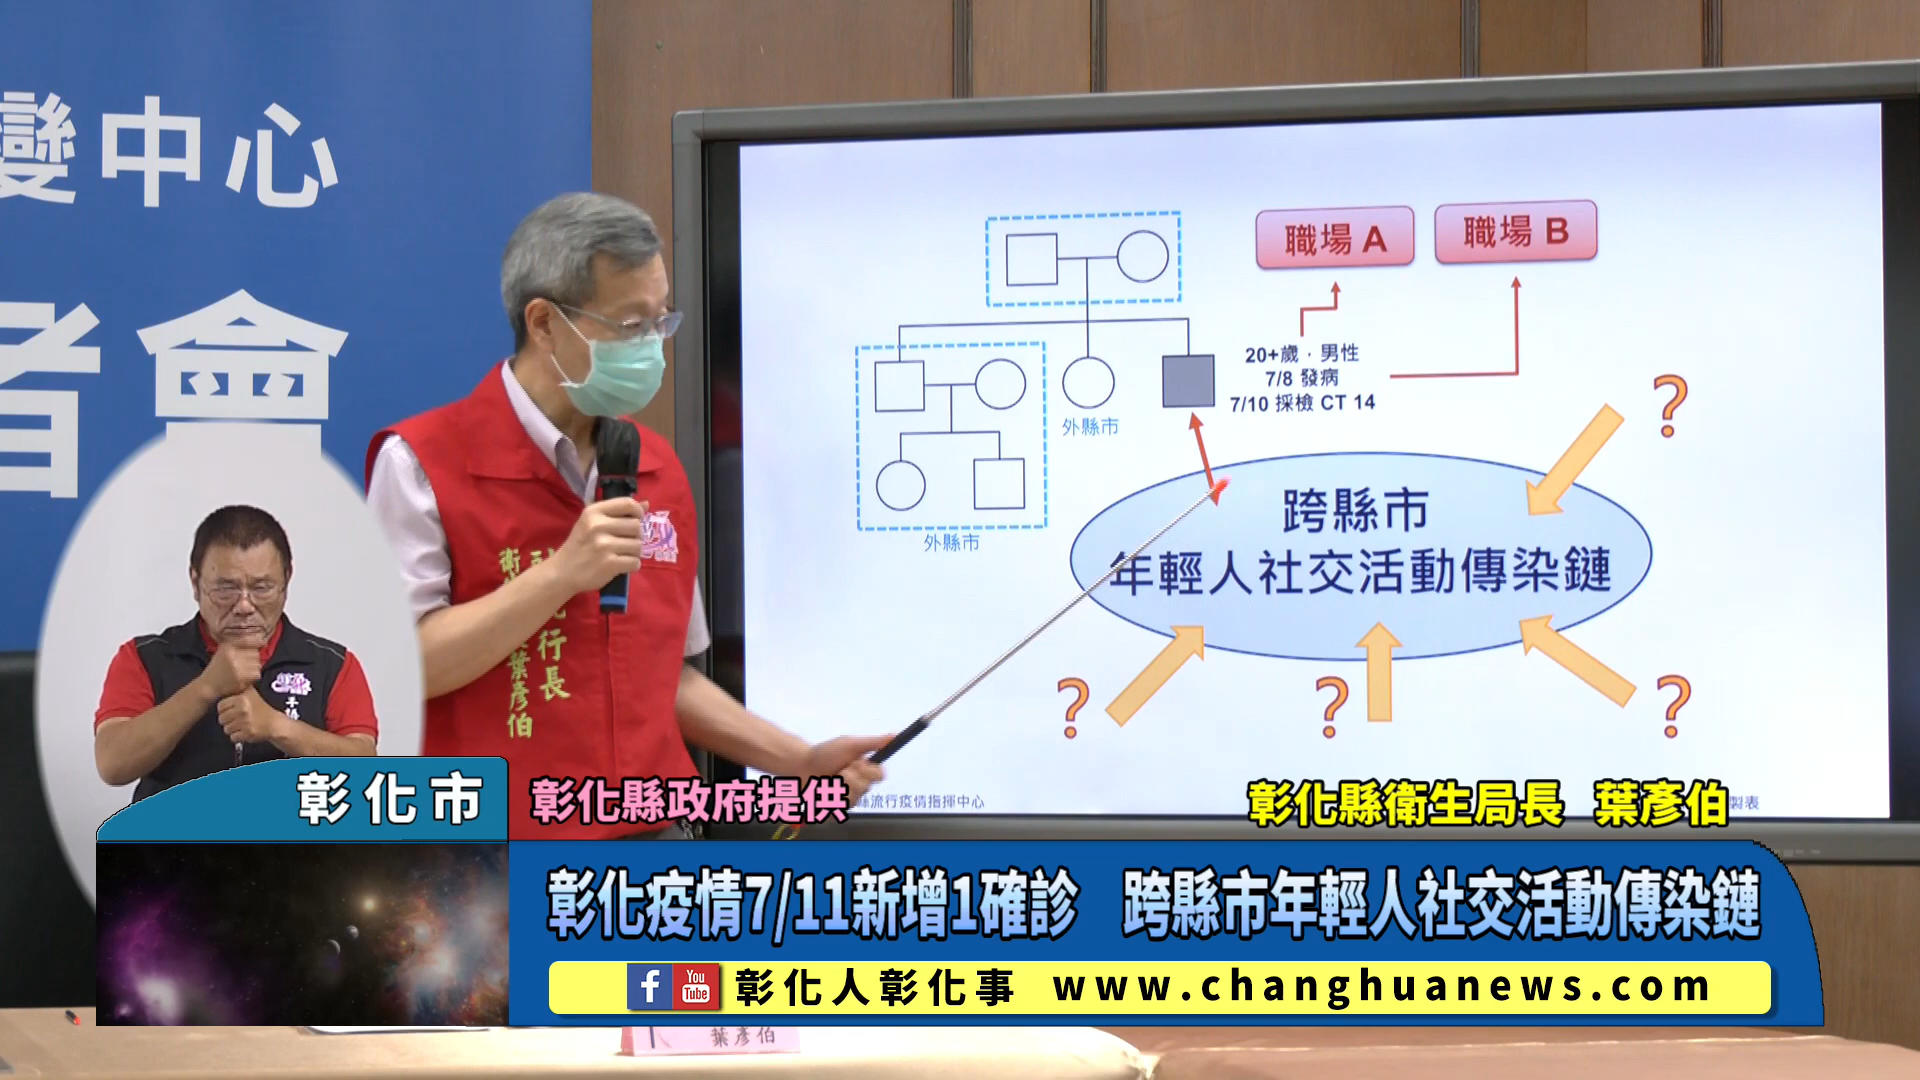 變中心
者會
職場 A
職場 B
20+歲，男性
7/8 發病
7/10 採檢 CT 14
外縣市
外縣市
跨縣市
年輕人社交活動傳染鏈
?
?
?
?
行長
葉彥伯
流行疫情指揮中心
製表
彰化市
彰化縣政府提供
彰化縣衛生局長 葉彥伯
彰化疫情7/11新增1確診 跨縣市年輕人社交活動傳染鏈
f
You
Tube
彰化人彰化事 www.changhuanews.com
葉彥伯